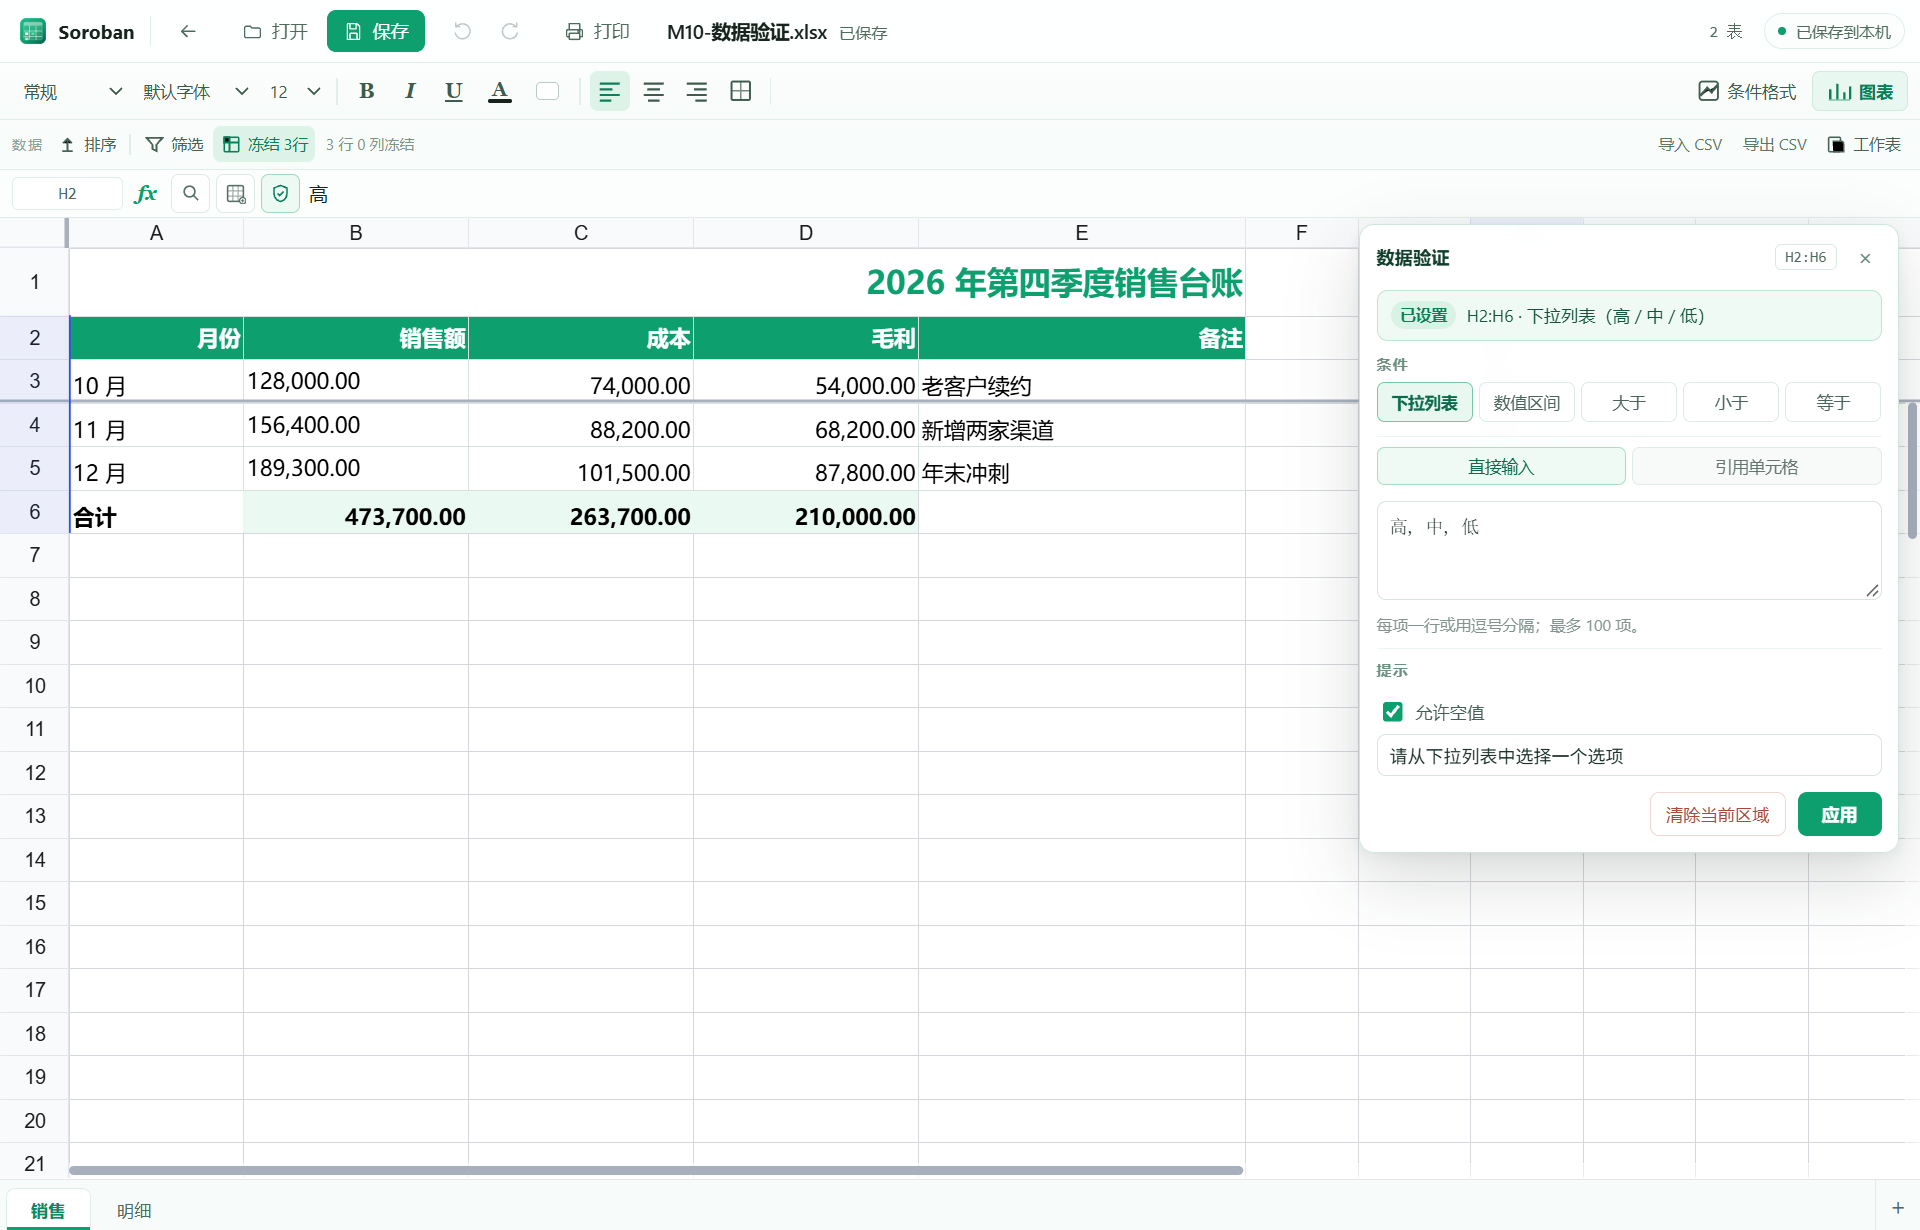 Soroban
打开
保存
打印
M10-数据验证.xlsx 已保存
2 表
已保存到本机
常规
默认字体
12
B I U A
条件格式
图表
数据
排序
筛选
冻结 3行
3 行 0 列冻结
导入 CSV
导出 CSV
工作表
H2
fx
高
A B C D E F
1 2026 年第四季度销售台账
2 月份 销售额 成本 毛利 备注
3 10 月 128,000.00 74,000.00 54,000.00 老客户续约
4 11 月 156,400.00 88,200.00 68,200.00 新增两家渠道
5 12 月 189,300.00 101,500.00 87,800.00 年末冲刺
6 合计 473,700.00 263,700.00 210,000.00
7
8
9
10
11
12
13
14
15
16
17
18
19
20
21
数据验证
H2:H6
×
已设置 H2:H6 · 下拉列表（高 / 中 / 低）
条件
下拉列表 数值区间 大于 小于 等于
直接输入 引用单元格
高，中，低
每项一行或用逗号分隔；最多 100 项。
提示
允许空值
请从下拉列表中选择一个选项
清除当前区域 应用
销售 明细
+